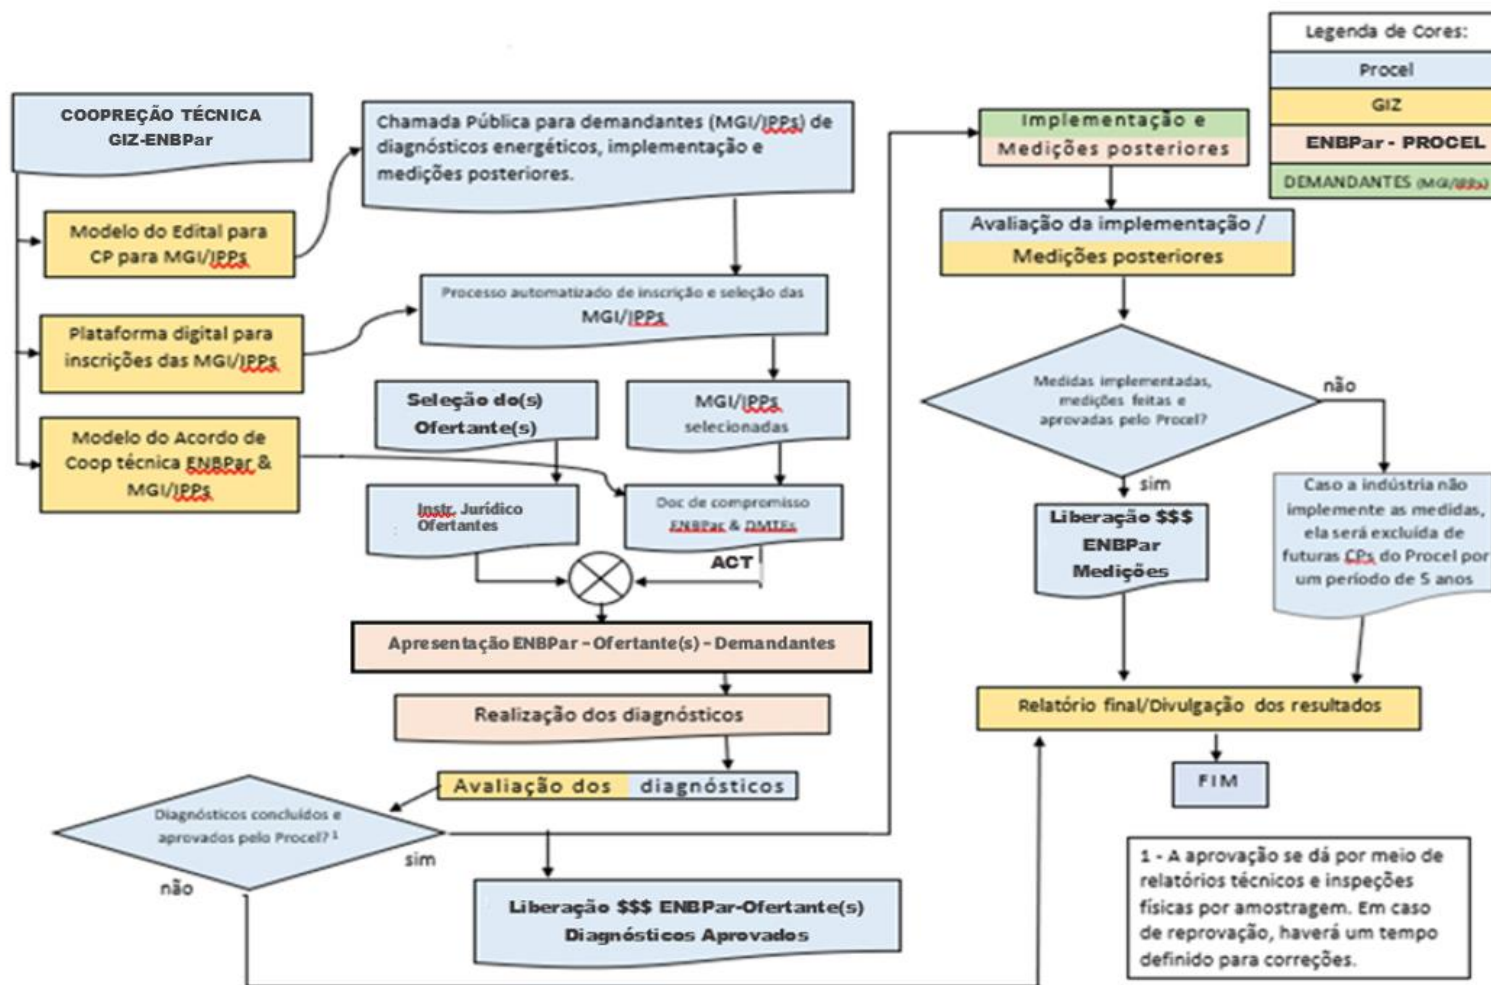 COOPREÇÃO TÉCNICA
GIZ-ENBPar
Modelo do Edital para
CP para MGI/IPPs
Plataforma digital para
inscrições das MGI/IPPs
Modelo do Acordo de
Coop técnica ENBPar &
MGI/IPPs
Chamada Pública para demandantes (MGI/IPPs) de
diagnósticos energéticos, implementação e
medições posteriores.
Processo automatizado de inscrição e seleção das
MGI/IPPs
Seleção do(s)
Ofertante(s)
MGI/IPPs
selecionadas
Instr. Jurídico
Ofertantes
Doc de compromisso
ENBPar & DMTEs
ACT
Apresentação ENBPar – Ofertante(s) – Demandantes
Realização dos diagnósticos
Avaliação dos diagnósticos
Diagnósticos concluídos e
aprovados pelo Procel? 1
sim
não
Liberação $$$ ENBPar-Ofertante(s)
Diagnósticos Aprovados
Implementação e
Medições posteriores
Avaliação da implementação /
Medições posteriores
Medidas implementadas,
medições feitas e
aprovadas pelo Procel?
não
sim
Liberação $$$
ENBPar
Medições
Caso a indústria não
implemente as medidas,
ela será excluída de
futuras CPs do Procel por
um período de 5 anos
Relatório final/Divulgação dos resultados
FIM
Legenda de Cores:
Procel
GIZ
ENBPar - PROCEL
DEMANDANTES (MGI/IPPs)
1 - A aprovação se dá por meio de
relatórios técnicos e inspeções
físicas por amostragem. Em caso
de reprovação, haverá um tempo
definido para correções.